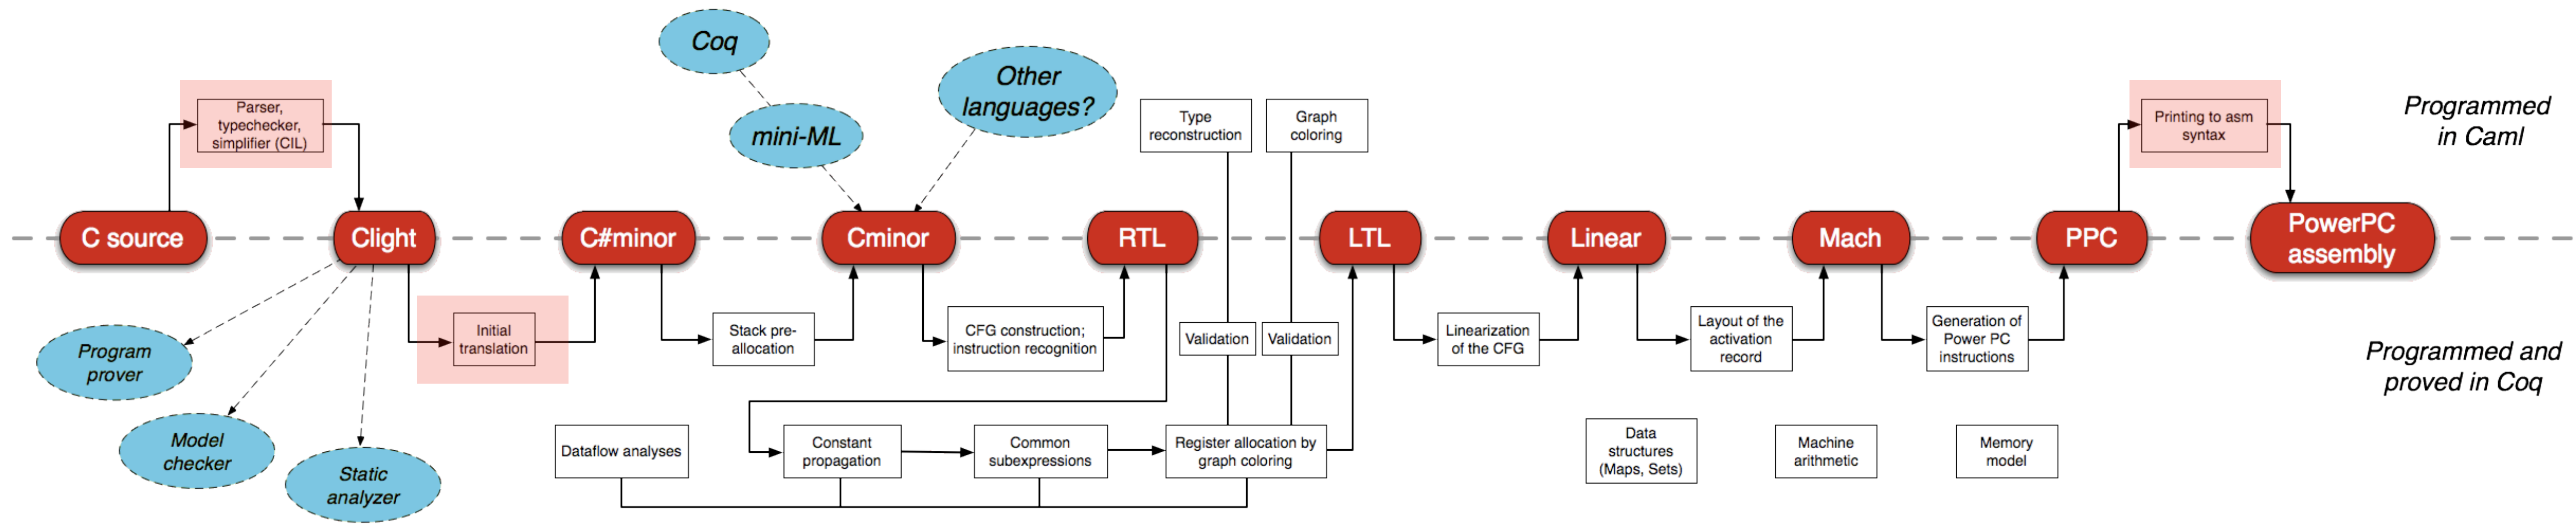 Coq
Other
languages?
mini-ML
Parser,
typechecker,
simplifier (CIL)
Type
reconstruction
Graph
coloring
Printing to asm
syntax
Programmed
in Caml
C source
Clight
C#minor
Cminor
RTL
LTL
Linear
Mach
PPC
PowerPC
assembly
Program
prover
Model
checker
Static
analyzer
Initial
translation
Stack pre-
allocation
CFG construction;
instruction recognition
Validation
Validation
Linearization
of the CFG
Layout of the
activation
record
Generation of
Power PC
instructions
Programmed and
proved in Coq
Dataflow analyses
Constant
propagation
Common
subexpressions
Register allocation by
graph coloring
Data
structures
(Maps, Sets)
Machine
arithmetic
Memory
model